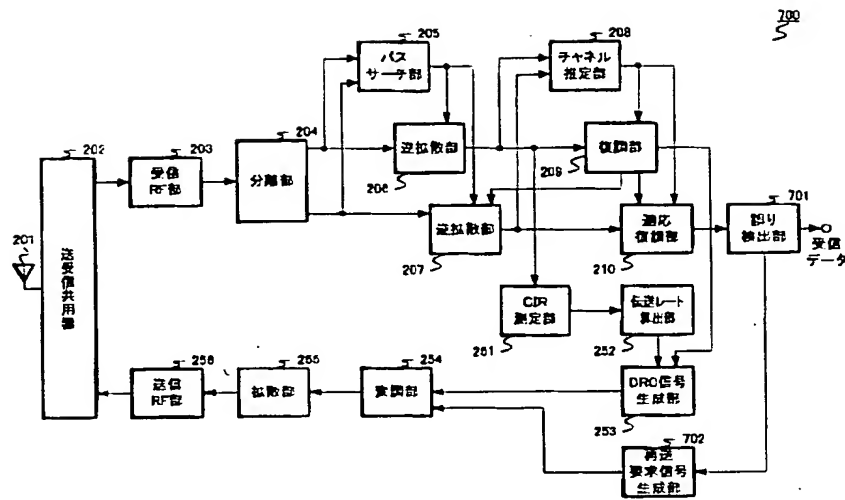 700
205
パス
サーチ部
208
チャネル
推定部
202
送受信共用器
203
受信
RF部
204
分離部
逆拡散部
206
復調部
209
201
逆拡散部
207
適応
復調部
210
701
誤り
検出部
受信
データ
CIR
測定部
251
伝送レート
算出部
252
256
送信
RF部
255
拡散部
254
変調部
DRC信号
生成部
253
702
再送
要求信号
生成部